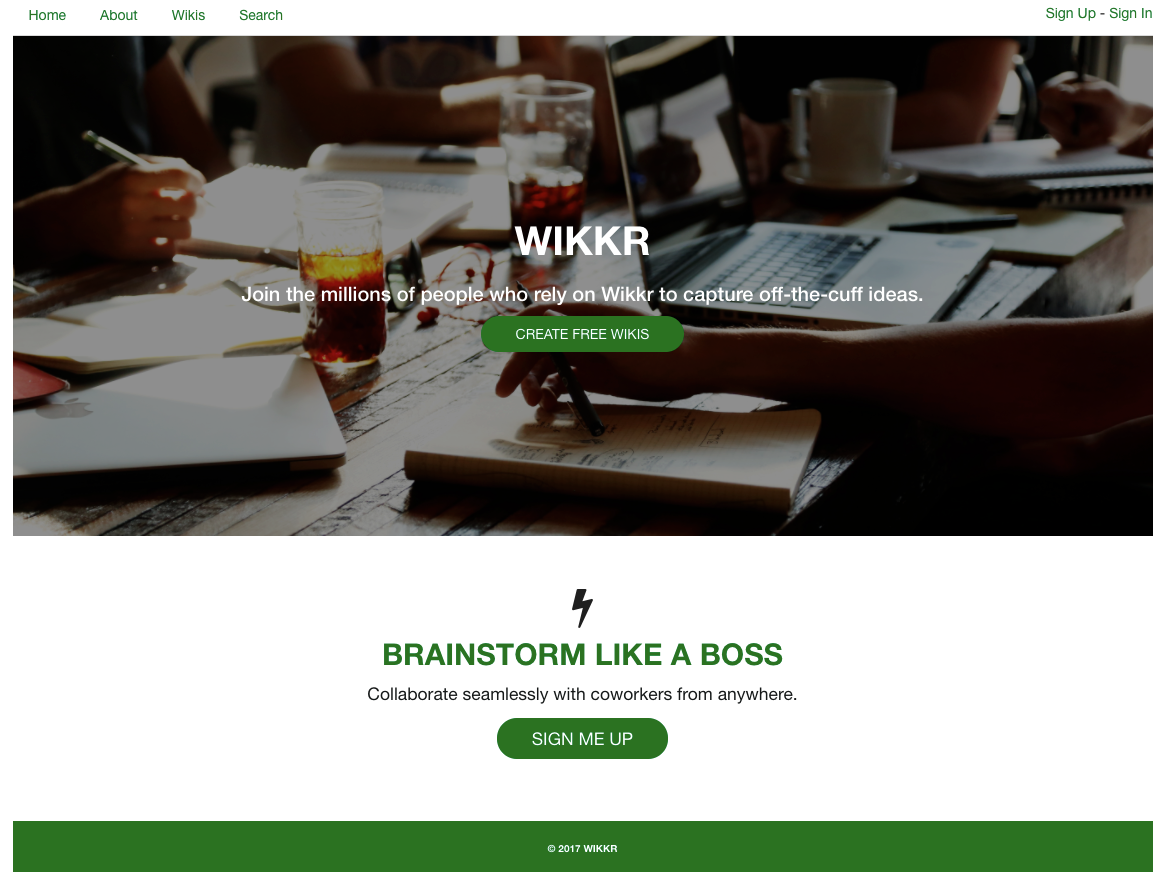 Home About Wikis Search Sign Up - Sign In
WIKKR
Join the millions of people who rely on Wikkr to capture off-the-cuff ideas.
CREATE FREE WIKIS
BRAINSTORM LIKE A BOSS
Collaborate seamlessly with coworkers from anywhere.
SIGN ME UP
© 2017 WIKKR